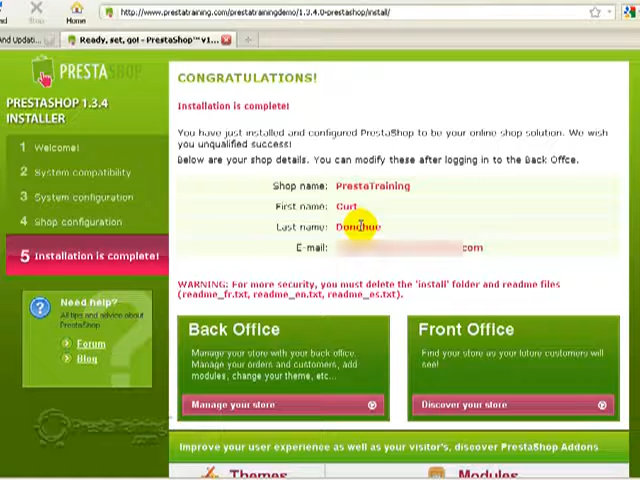 Stop
Home
http://www.prestatraining.com/prestatrainingdemo/1.3.4.0-prestashop/install/
And Updati...
Ready, set, go! - PrestaShop™ v1...
PRESTASHOP
PRESTASHOP 1.3.4
INSTALLER
1 Welcome!
2 System compatibility
3 System configuration
4 Shop configuration
5 Installation is complete!
Need help?
All tips and advice about
PrestaShop
Forum
Blog
PrestaTraining
.com
CONGRATULATIONS!
Installation is complete!
You have just installed and configured PrestaShop to be your online shop solution. We wish
you unqualified success!
Below are your shop details. You can modify these after logging in to the Back Office.
Shop name: PrestaTraining
First name: Curt
Last name: Donohue
E-mail: com
WARNING: For more security, you must delete the 'install' folder and readme files
(readme_fr.txt, readme_en.txt, readme_es.txt).
Back Office
Manage your store with your back office.
Manage your orders and customers, add
modules, change your theme, etc...
Manage your store
Front Office
Find your store as your future customers will
see!
Discover your store
Improve your user experience as well as your visitor's, discover PrestaShop Addons
Themes
Modules